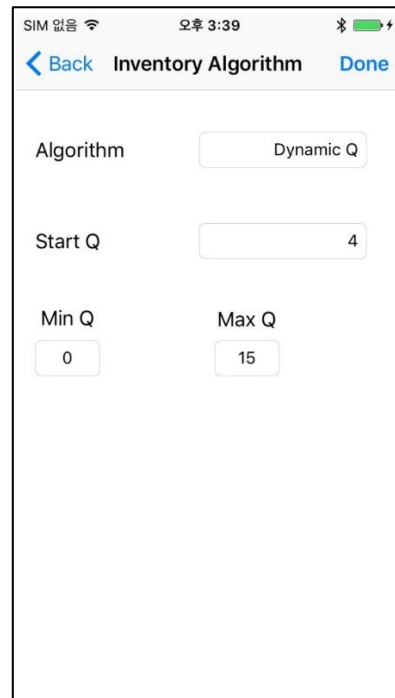 SIM 없음 오후 3:39
Back Inventory Algorithm Done
Algorithm Dynamic Q
Start Q 4
Min Q Max Q
0 15